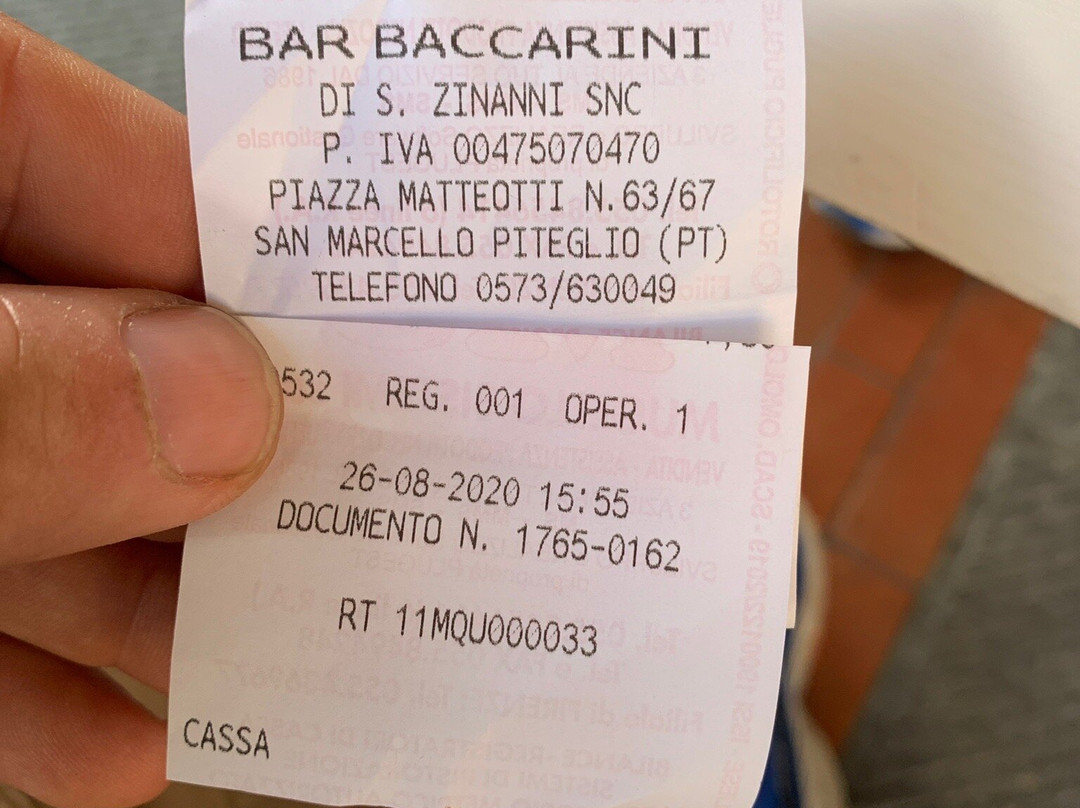 BAR BACCARINI
DI S. ZINANNI SNC
P. IVA 00475070470
PIAZZA MATTEOTTI N.63/67
SAN MARCELLO PITEGLIO (PT)
TELEFONO 0573/630049
532 REG. 001 OPER. 1
26-08-2020 15:55
DOCUMENTO N. 1765-0162
RT 11MQU000033
CASSA